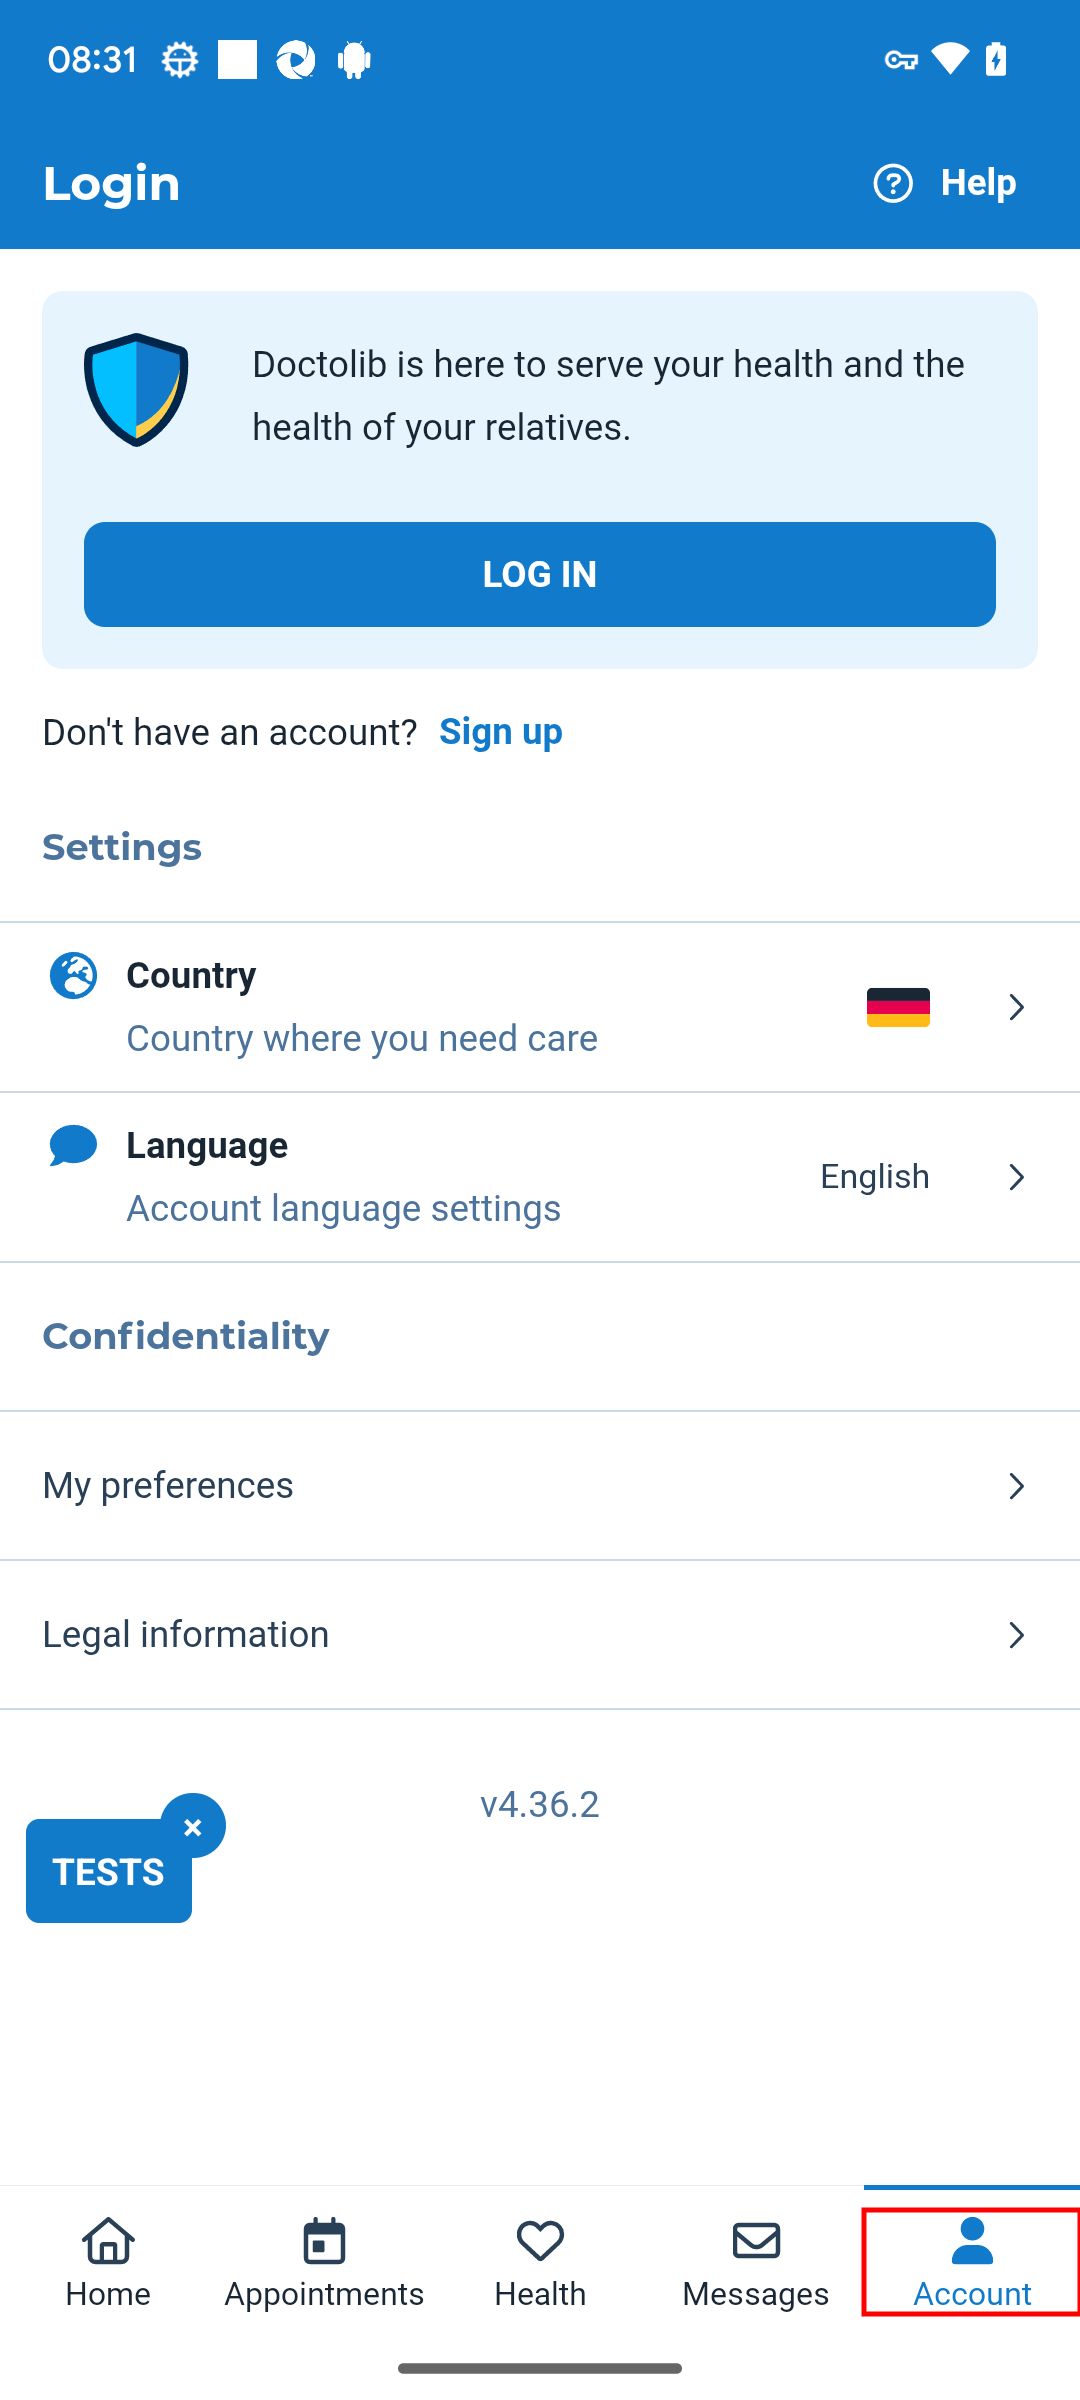 08:31
Login
Help
Doctolib is here to serve your health and the
health of your relatives.
LOG IN
Don't have an account? Sign up
Settings
Country
Country where you need care
Language
Account language settings
English
Confidentiality
My preferences
Legal information
v4.36.2
×
TESTS
Home
Appointments
Health
Messages
Account